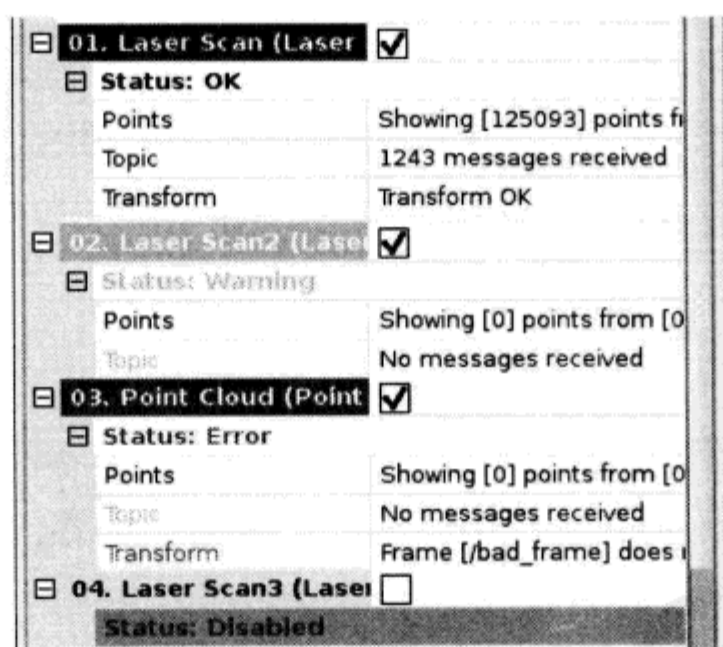 01. Laser Scan (Laser
Status: OK
Points Showing [125093] points fr
Topic 1243 messages received
Transform Transform OK
02. Laser Scan2 (Laser
Status: Warning
Points Showing [0] points from [0
Topic No messages received
03. Point Cloud (Point
Status: Error
Points Showing [0] points from [0
Topic No messages received
Transform Frame [/bad_frame] does
04. Laser Scan3 (Laser
Status: Disabled